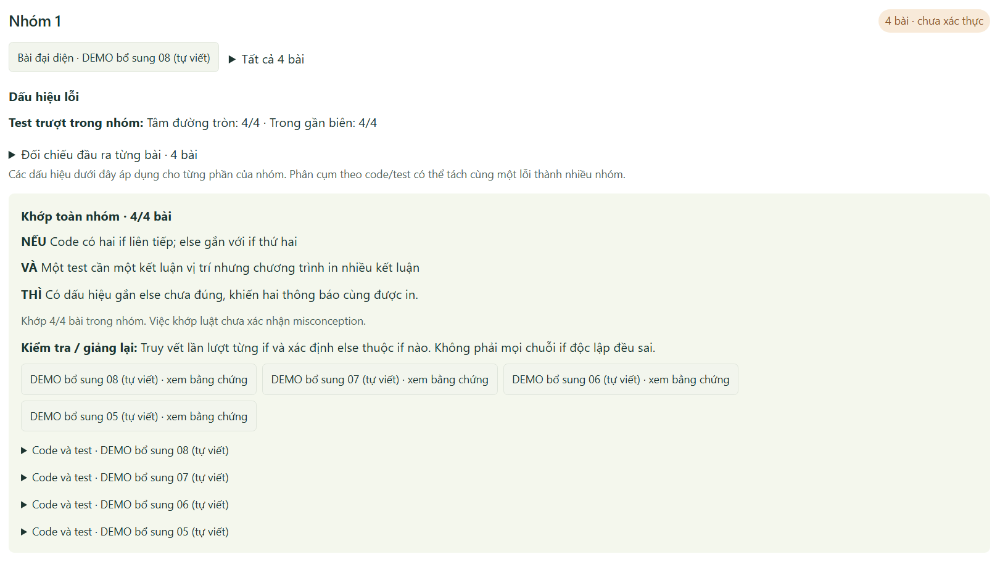 Nhóm 1
4 bài · chưa xác thực
Bài đại diện · DEMO bổ sung 08 (tự viết)
▶ Tất cả 4 bài
Dấu hiệu lỗi
Test trượt trong nhóm: Tâm đường tròn: 4/4 · Trong gần biên: 4/4
▶ Đối chiếu đầu ra từng bài · 4 bài
Các dấu hiệu dưới đây áp dụng cho từng phần của nhóm. Phân cụm theo code/test có thể tách cùng một lỗi thành nhiều nhóm.
Khớp toàn nhóm · 4/4 bài
NẾU Code có hai if liên tiếp; else gắn với if thứ hai
VÀ Một test cần một kết luận vị trí nhưng chương trình in nhiều kết luận
THÌ Có dấu hiệu gắn else chưa đúng, khiến hai thông báo cùng được in.
Khớp 4/4 bài trong nhóm. Việc khớp luật chưa xác nhận misconception.
Kiểm tra / giảng lại: Truy vết lần lượt từng if và xác định else thuộc if nào. Không phải mọi chuỗi if độc lập đều sai.
DEMO bổ sung 08 (tự viết) · xem bằng chứng
DEMO bổ sung 07 (tự viết) · xem bằng chứng
DEMO bổ sung 06 (tự viết) · xem bằng chứng
DEMO bổ sung 05 (tự viết) · xem bằng chứng
▶ Code và test · DEMO bổ sung 08 (tự viết)
▶ Code và test · DEMO bổ sung 07 (tự viết)
▶ Code và test · DEMO bổ sung 06 (tự viết)
▶ Code và test · DEMO bổ sung 05 (tự viết)